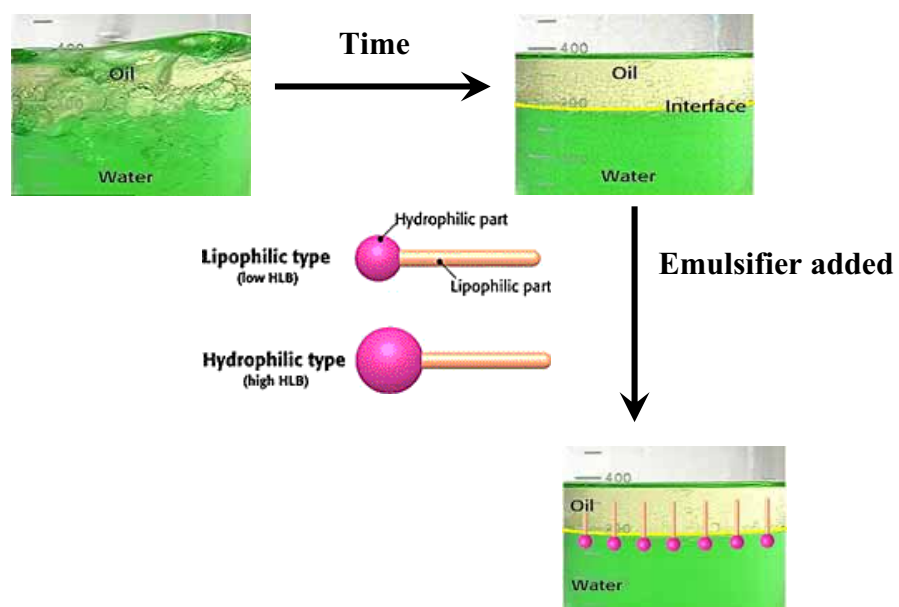 Time
400
Oil
Water
400
Oil
Interface
Water
Hydrophilic part
Lipophilic type
(low HLB)
Lipophilic part
Emulsifier added
Hydrophilic type
(high HLB)
400
Oil
Water